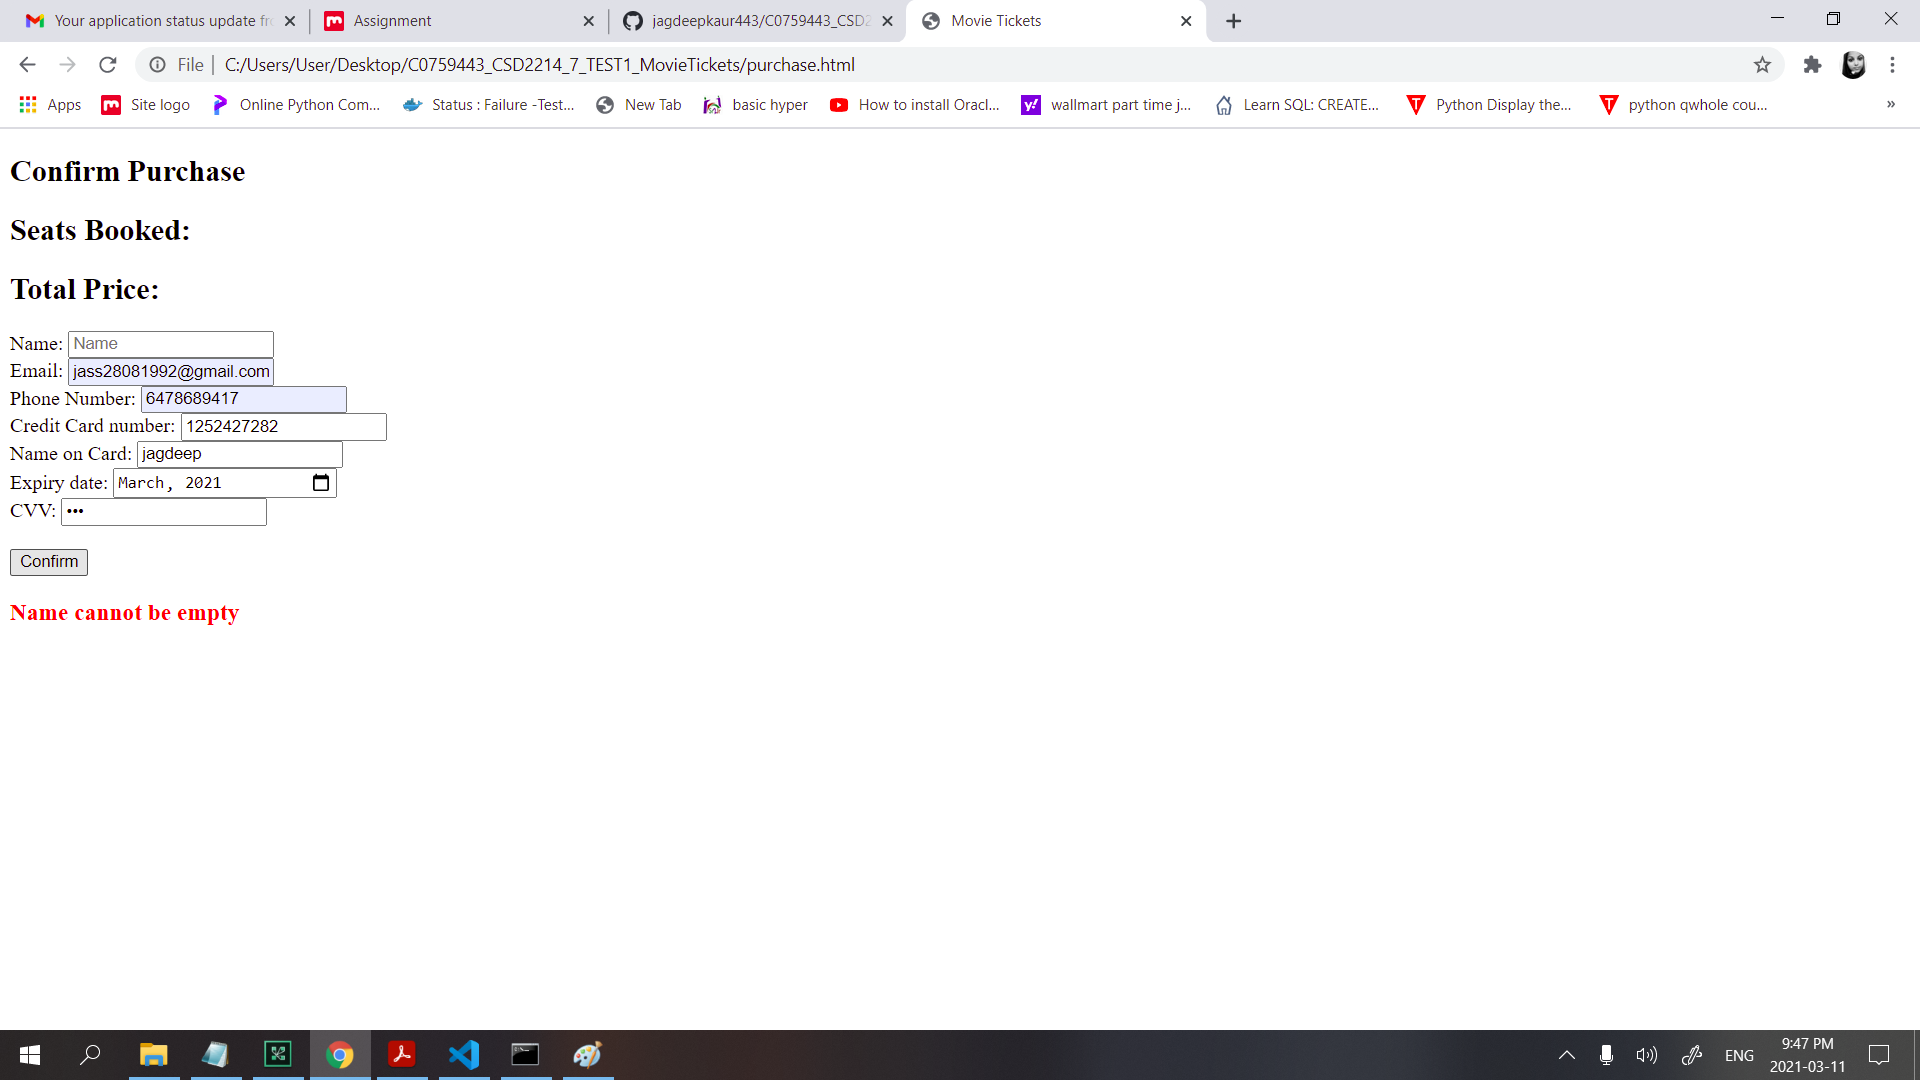 Your application status update fro
Assignment
jagdeepkaur443/C0759443_CSD2
Movie Tickets
File
C:/Users/User/Desktop/C0759443_CSD2214_7_TEST1_MovieTickets/purchase.html
Apps
Site logo
Online Python Com...
Status : Failure -Test...
New Tab
basic hyper
How to install Oracl...
wallmart part time j...
Learn SQL: CREATE...
Python Display the...
python qwhole cou...
»
Confirm Purchase
Seats Booked:
Total Price:
Name: Name
Email: jass28081992@gmail.com
Phone Number: 6478689417
Credit Card number: 1252427282
Name on Card: jagdeep
Expiry date: March, 2021
CVV: •••
Confirm
Name cannot be empty
ENG
9:47 PM
2021-03-11